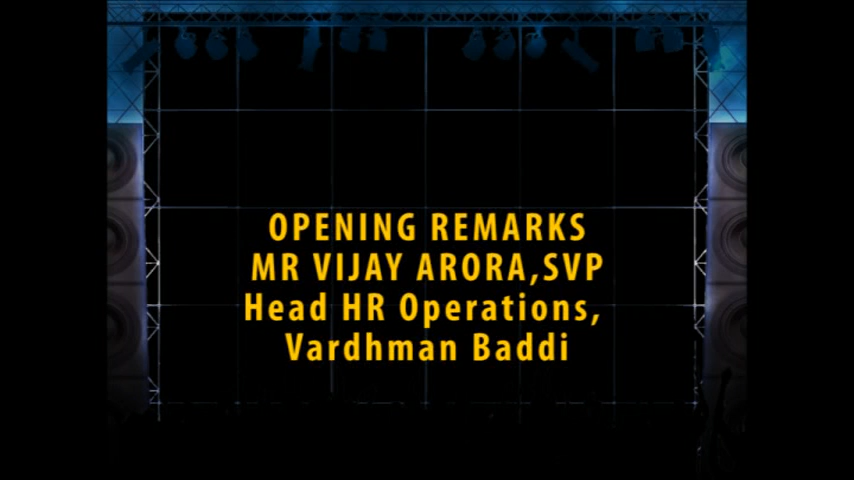 OPENING REMARKS
MR VIJAY ARORA,SVP
Head HR Operations,
Vardhman Baddi